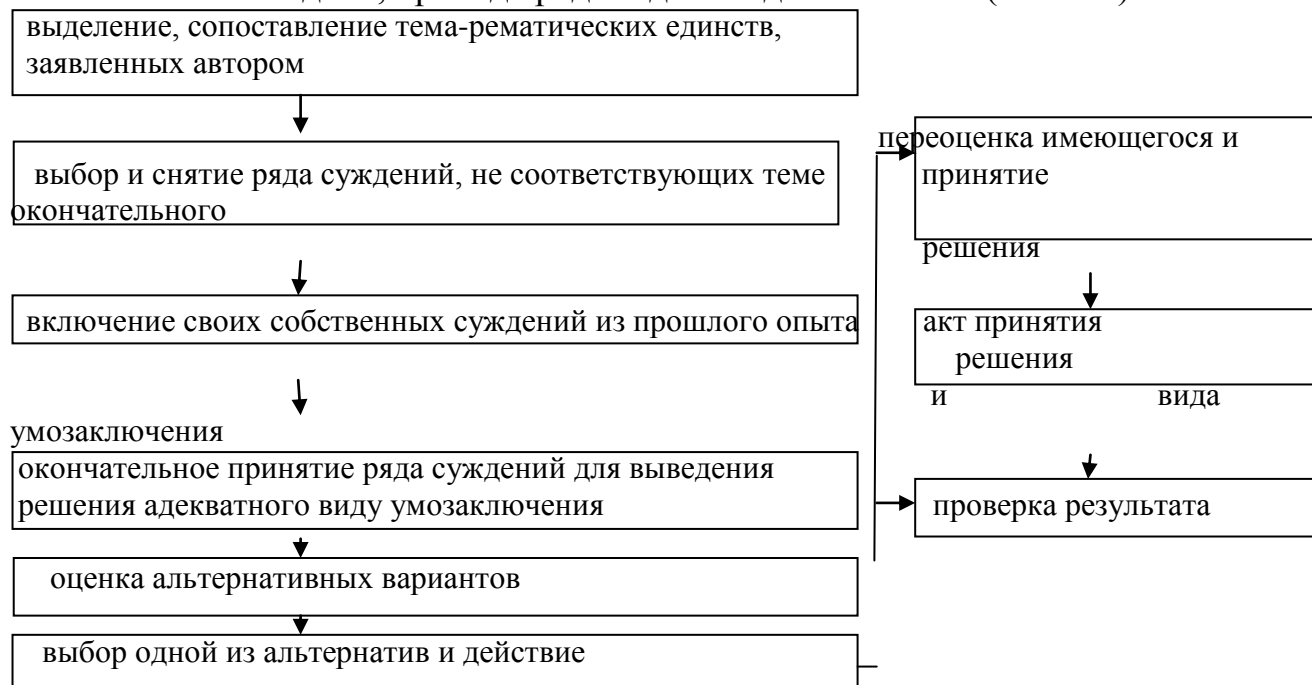 выделение, сопоставление тема-рематических единств,
заявленных автором
выбор и снятие ряда суждений, не соответствующих теме
окончательного
включение своих собственных суждений из прошлого опыта
умозаключения
окончательное принятие ряда суждений для выведения
решения адекватного виду умозаключения
оценка альтернативных вариантов
выбор одной из альтернатив и действие
переоценка имеющегося и
принятие
решения
акт принятия
решения
и вида
проверка результата